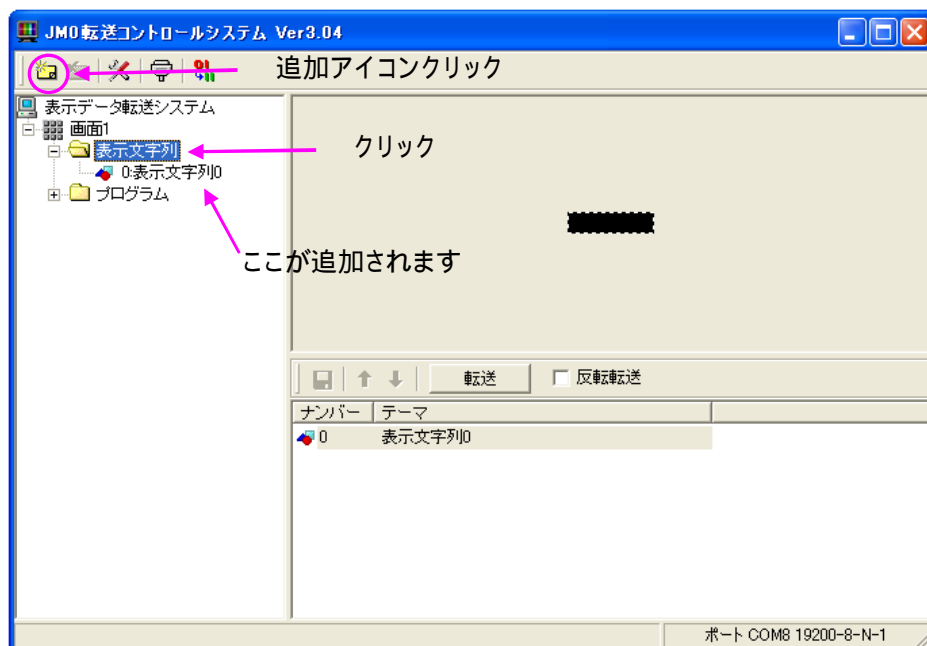 JM0転送コントロールシステム Ver3.04
追加アイコンクリック
表示データ転送システム
画面1
表示文字列
クリック
0:表示文字列0
プログラム
ここが追加されます
転送
反転転送
ナンバー テーマ
0 表示文字列0
ポート COM8 19200-8-N-1